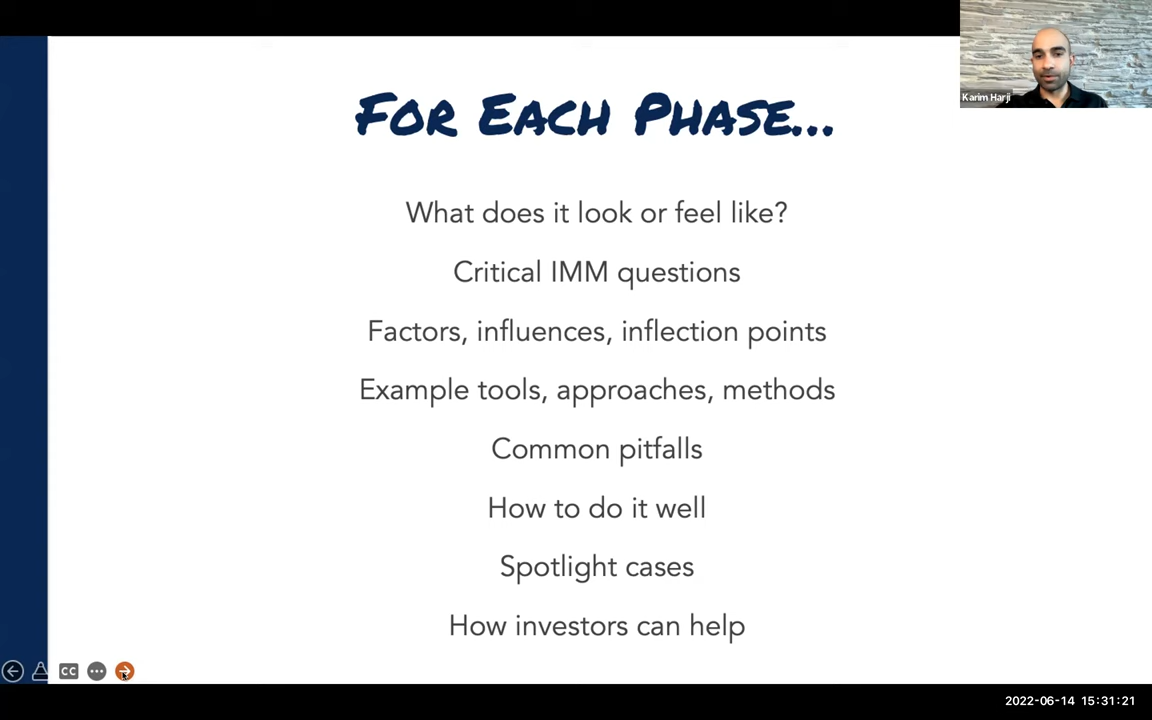 For Each Phase...
Karim Harji
What does it look or feel like?
Critical IMM questions
Factors, influences, inflection points
Example tools, approaches, methods
Common pitfalls
How to do it well
Spotlight cases
How investors can help
CC
2022-06-14 15:31:21